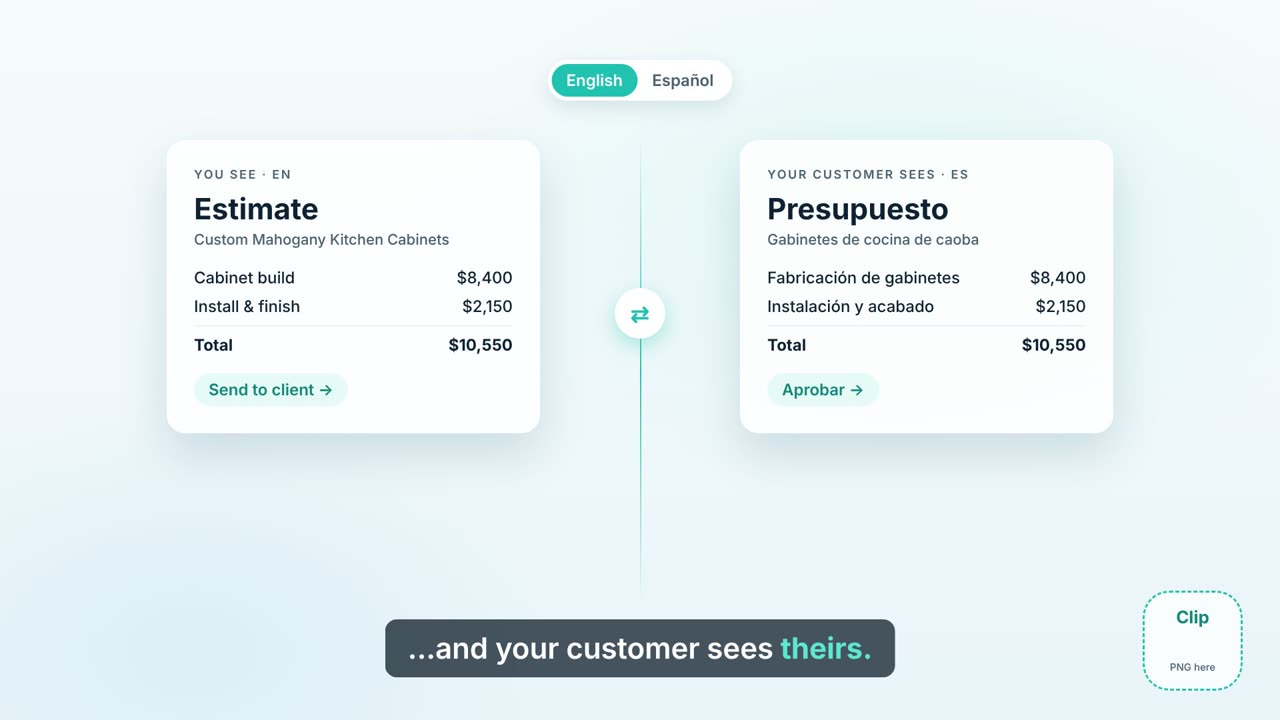 English Español
YOU SEE · EN
Estimate
Custom Mahogany Kitchen Cabinets
Cabinet build $8,400
Install & finish $2,150
Total $10,550
Send to client →
YOUR CUSTOMER SEES · ES
Presupuesto
Gabinetes de cocina de caoba
Fabricación de gabinetes $8,400
Instalación y acabado $2,150
Total $10,550
Aprobar →
...and your customer sees theirs.
Clip
PNG here